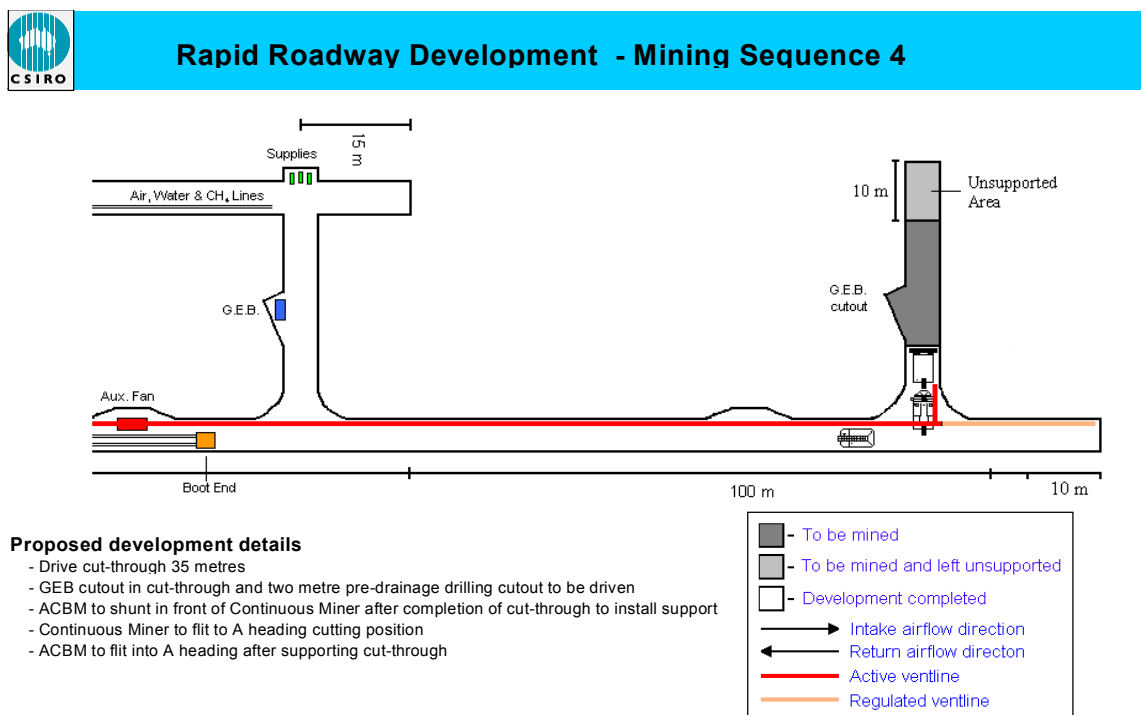 CSIRO
Rapid Roadway Development - Mining Sequence 4
15 m
Supplies
Air, Water & CH₄ Lines
10 m
Unsupported
Area
G.E.B.
G.E.B.
cutout
Aux. Fan
Boot End
100 m
10 m
Proposed development details
- Drive cut-through 35 metres
- GEB cutout in cut-through and two metre pre-drainage drilling cutout to be driven
- ACBM to shunt in front of Continuous Miner after completion of cut-through to install support
- Continuous Miner to flit to A heading cutting position
- ACBM to flit into A heading after supporting cut-through
- To be mined
- To be mined and left unsupported
- Development completed
Intake airflow direction
Return airflow directon
Active ventline
Regulated ventline